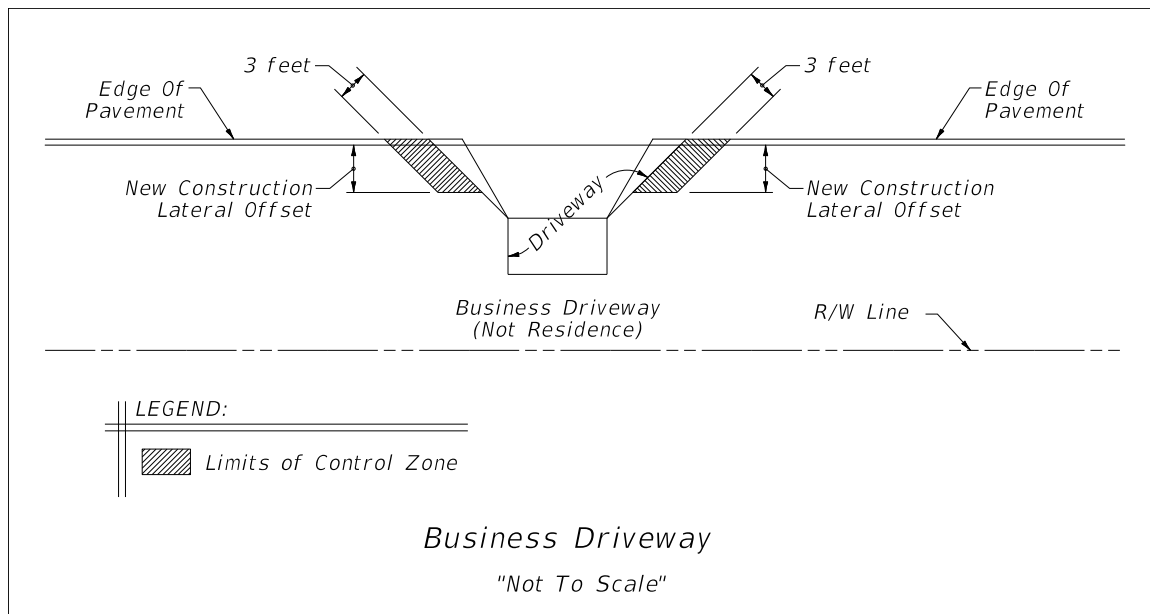 3 feet
3 feet
Edge Of
Pavement
Edge Of
Pavement
New Construction
Lateral Offset
Driveway
New Construction
Lateral Offset
Business Driveway
(Not Residence)
R/W Line
LEGEND:
Limits of Control Zone
Business Driveway
"Not To Scale"